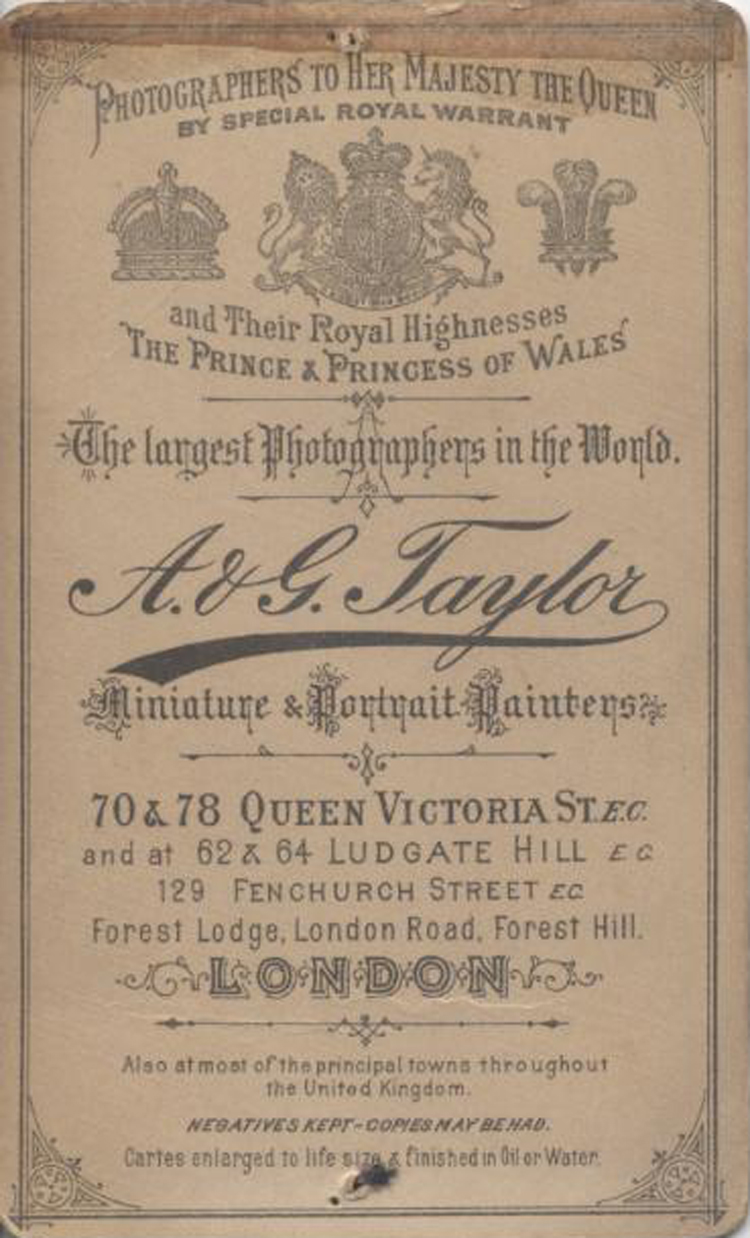 PHOTOGRAPHERS TO HER MAJESTY THE QUEEN
BY SPECIAL ROYAL WARRANT
and Their Royal Highnesses
THE PRINCE & PRINCESS OF WALES
The largest Photographers in the World.
A. & G. Taylor
Miniature & Portrait Painters
70 & 78 QUEEN VICTORIA ST. E.C.
and at 62 & 64 LUDGATE HILL E C
129 FENCHURCH STREET EC
Forest Lodge, London Road, Forest Hill.
LONDON
Also at most of the principal towns throughout
the United Kingdom.
NEGATIVES KEPT - COPIES MAY BE HAD.
Cartes enlarged to life size & finished in Oil or Water.